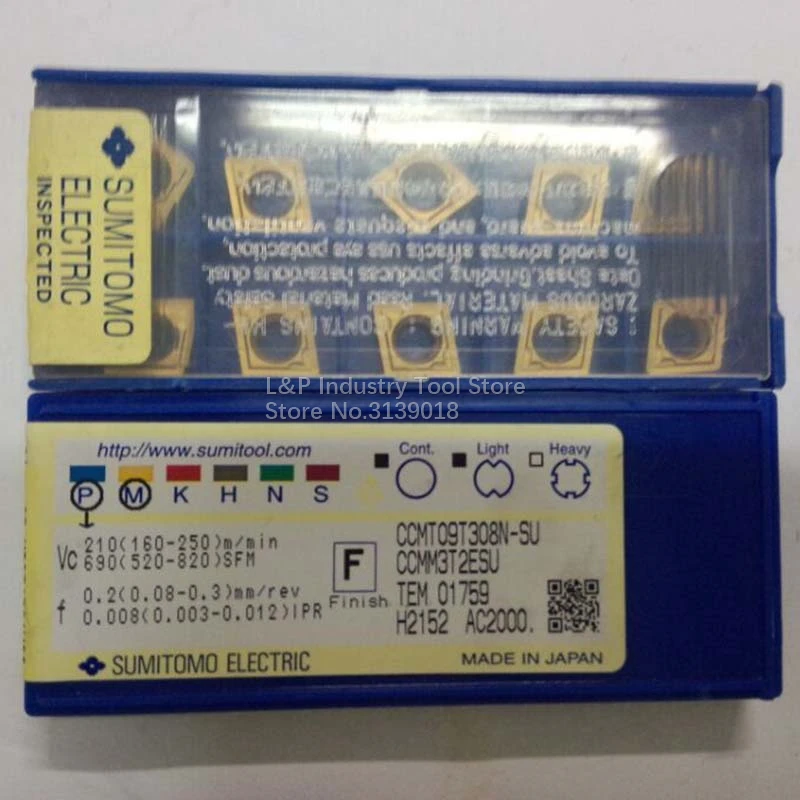 SUMITOMO
ELECTRIC
INSPECTED
machine guard, and adequate ventilation.
To avoid adverse affects use eye protection,
Data Sheet. Grinding produces hazardous dust.
ZARDOUS MATERIAL. Read Material Safety
: SAFETY WARNING : CONTAINS HA-
L&P Industry Tool Store
Store No.3139018
http://www.sumitool.com
Cont. Light Heavy
P M K H N S
Vc 210(160-250)m/min
690(520-820)SFM
f 0.2(0.08-0.3)mm/rev
0.008(0.003-0.012)IPR
F
Finish
CCMT09T308N-SU
CCMM3T2ESU
TEM 01759
H2152 AC2000.
SUMITOMO ELECTRIC
MADE IN JAPAN